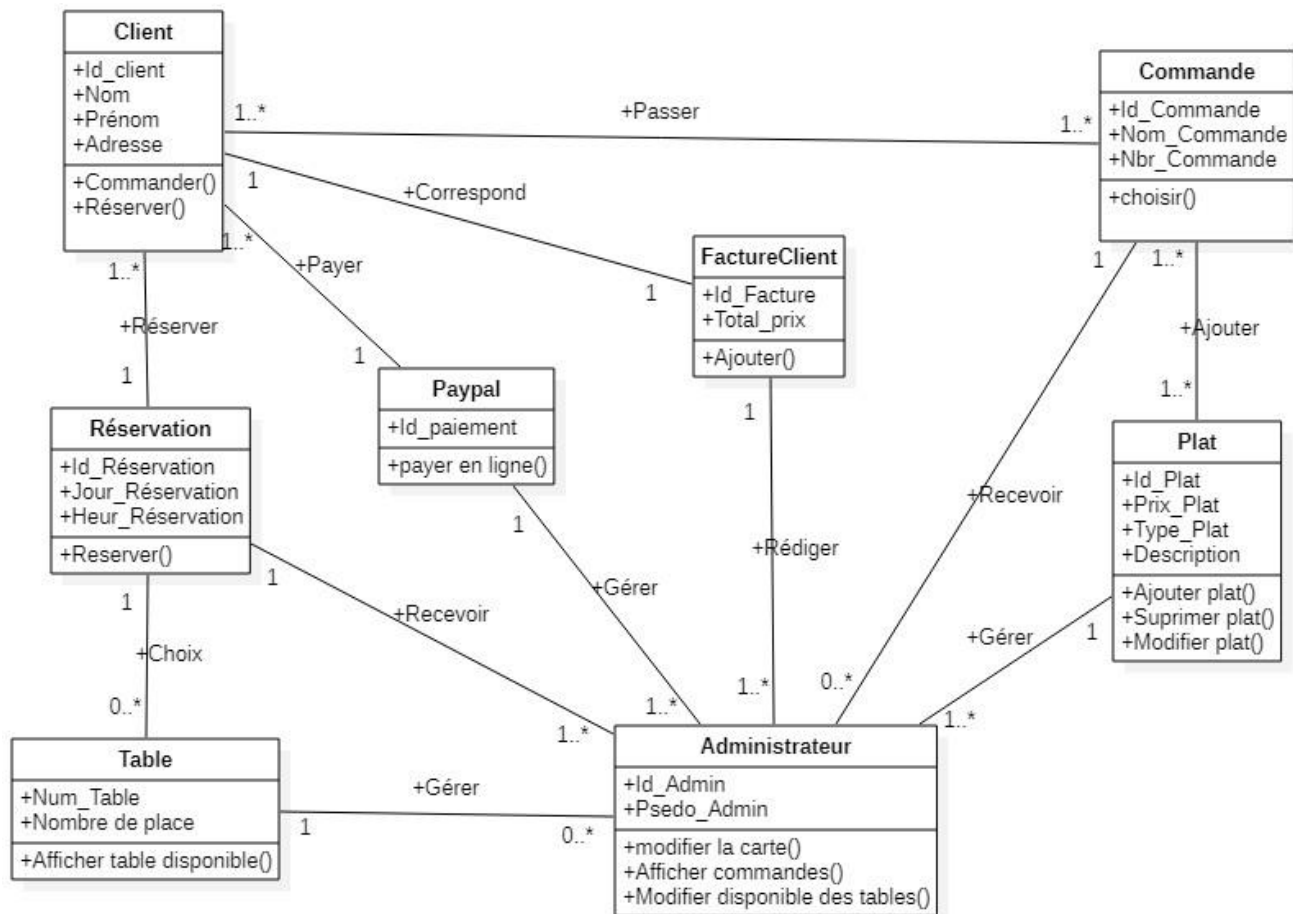 Client
+Id_client
+Nom
+Prénom
+Adresse
+Commander()
+Réserver()
Commande
+Id_Commande
+Nom_Commande
+Nbr_Commande
+choisir()
1..*
+Passer
1..*
1
+Correspond
1
1..*
+Payer
1
1..*
+Réserver
1
FactureClient
+Id_Facture
+Total_prix
+Ajouter()
1
1..*
+Ajouter
1..*
Paypal
+Id_paiement
+payer en ligne()
Réservation
+Id_Réservation
+Jour_Réservation
+Heur_Réservation
+Reserver()
Plat
+Id_Plat
+Prix_Plat
+Type_Plat
+Description
+Ajouter plat()
+Suprimer plat()
+Modifier plat()
1
+Recevoir
1..*
1
+Gérer
1..*
1
+Rédiger
1..*
+Recevoir
0..*
1
+Gérer
1..*
1
+Choix
0..*
Table
+Num_Table
+Nombre de place
+Afficher table disponible()
+Gérer
1
0..*
Administrateur
+Id_Admin
+Psedo_Admin
+modifier la carte()
+Afficher commandes()
+Modifier disponible des tables()